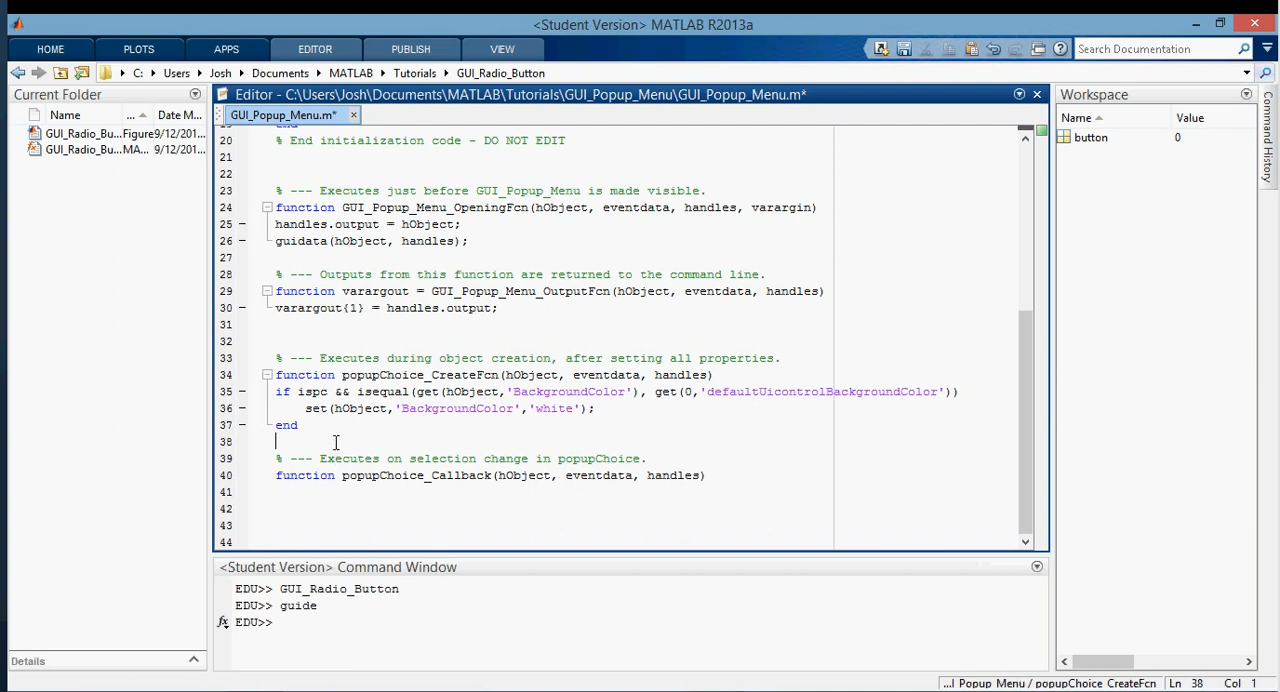 <Student Version> MATLAB R2013a
HOME PLOTS APPS EDITOR PUBLISH VIEW Search Documentation
C: Users Josh Documents MATLAB Tutorials GUI_Radio_Button
Current Folder
Name ... Date M...
GUI_Radio_Bu... Figure 9/12/201...
GUI_Radio_Bu... MA... 9/12/201...
Details
Editor - C:\Users\Josh\Documents\MATLAB\Tutorials\GUI_Popup_Menu\GUI_Popup_Menu.m*
GUI_Popup_Menu.m*
19 end
20 % End initialization code - DO NOT EDIT
21
22
23 % --- Executes just before GUI_Popup_Menu is made visible.
24 function GUI_Popup_Menu_OpeningFcn(hObject, eventdata, handles, varargin)
25 - handles.output = hObject;
26 - guidata(hObject, handles);
27
28 % --- Outputs from this function are returned to the command line.
29 function varargout = GUI_Popup_Menu_OutputFcn(hObject, eventdata, handles)
30 - varargout{1} = handles.output;
31
32
33 % --- Executes during object creation, after setting all properties.
34 function popupChoice_CreateFcn(hObject, eventdata, handles)
35 - if ispc && isequal(get(hObject,'BackgroundColor'), get(0,'defaultUicontrolBackgroundColor'))
36 - set(hObject,'BackgroundColor','white');
37 - end
38
39 % --- Executes on selection change in popupChoice.
40 function popupChoice_Callback(hObject, eventdata, handles)
41
42
43
44
<Student Version> Command Window
EDU>> GUI_Radio_Button
EDU>> guide
fx EDU>>
Workspace
Name Value
button 0
Command History
...I Popup Menu / popupChoice CreateFcn Ln 38 Col 1